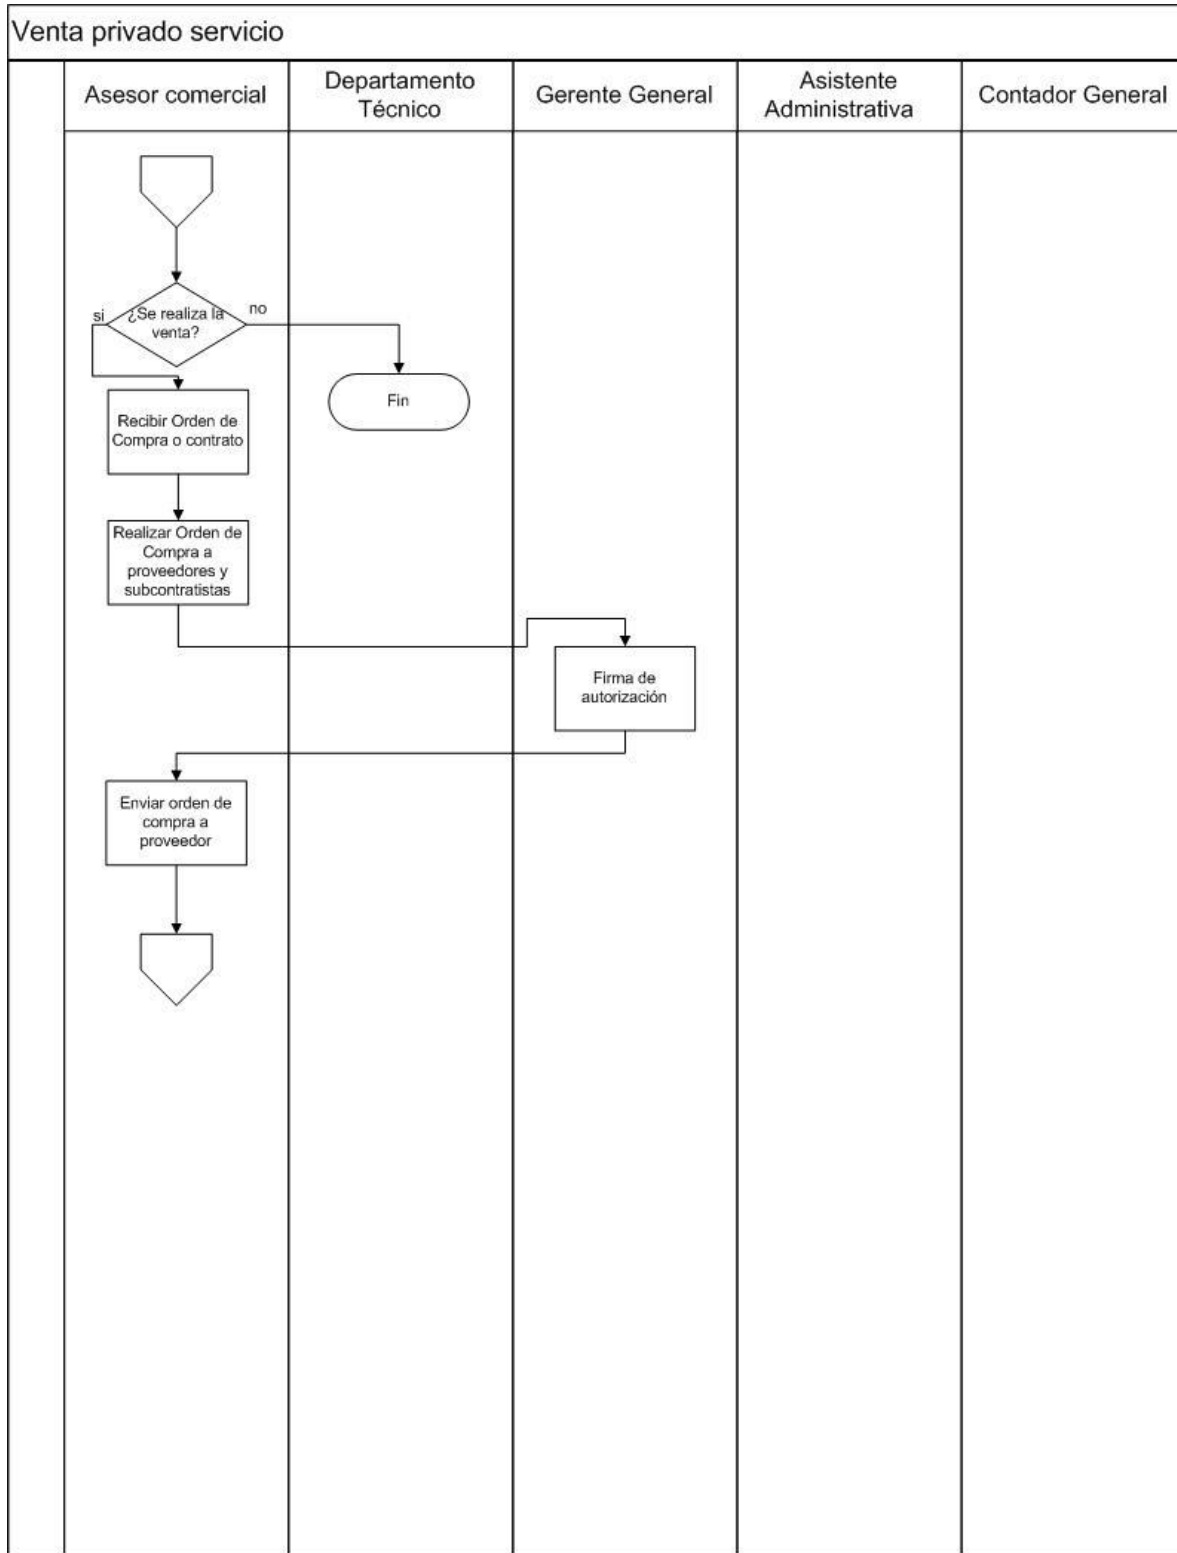 Venta privado servicio
Asesor comercial
Departamento
Técnico
Gerente General
Asistente
Administrativa
Contador General
¿Se realiza la
venta?
si
no
Fin
Recibir Orden de
Compra o contrato
Realizar Orden de
Compra a
proveedores y
subcontratistas
Firma de
autorización
Enviar orden de
compra a
proveedor